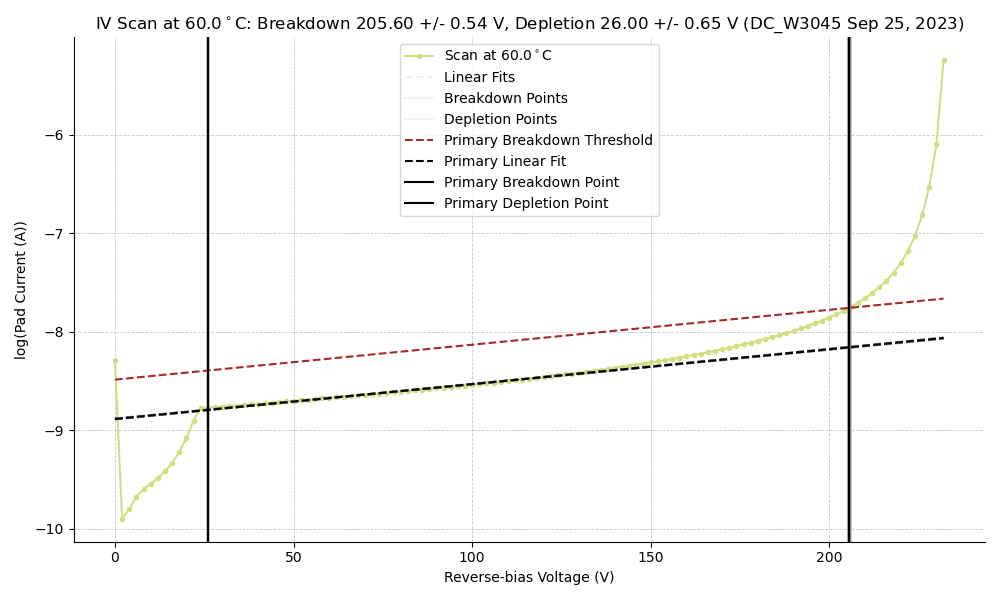 IV Scan at 60.0°C: Breakdown 205.60 +/- 0.54 V, Depletion 26.00 +/- 0.65 V (DC_W3045 Sep 25, 2023)
Scan at 60.0°C
Linear Fits
Breakdown Points
Depletion Points
Primary Breakdown Threshold
Primary Linear Fit
Primary Breakdown Point
Primary Depletion Point
log(Pad Current (A))
−6
−7
−8
−9
−10
0 50 100 150 200
Reverse-bias Voltage (V)